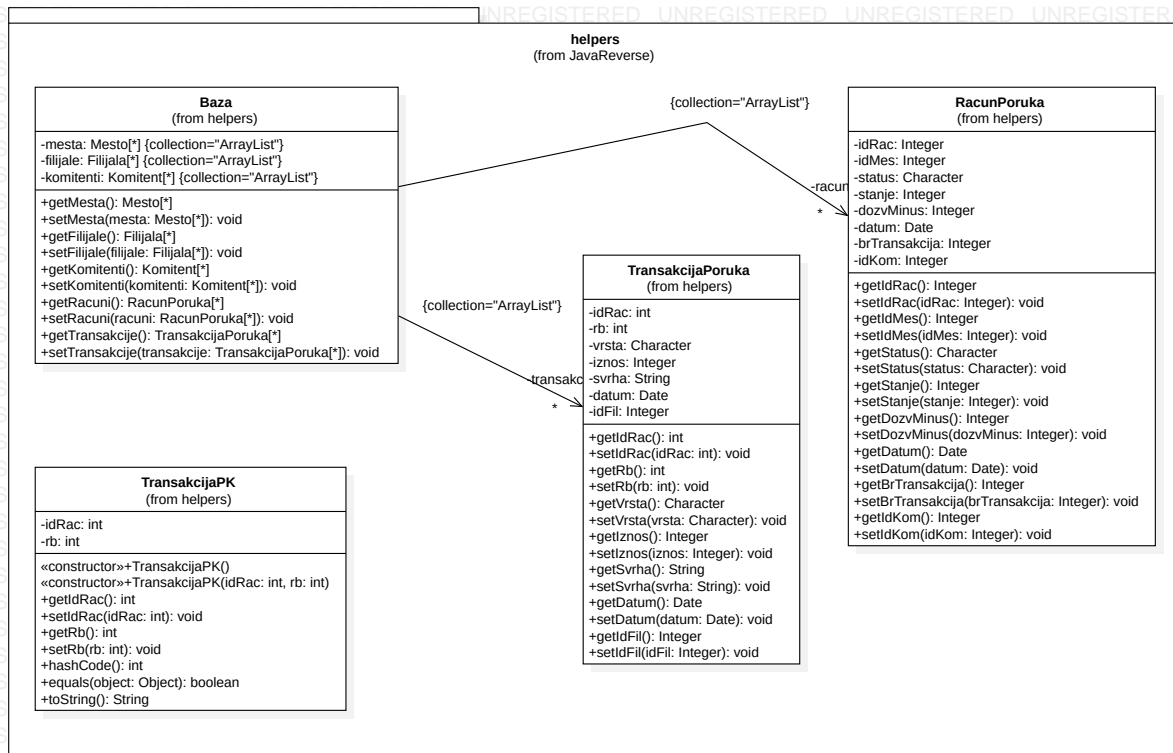 UNREGISTERED UNREGISTERED UNREGISTERED
helpers
(from JavaReverse)
Baza
(from helpers)
-mesta: Mesto[*] {collection="ArrayList"}
-filijale: Filijala[*] {collection="ArrayList"}
-komitenti: Komitent[*] {collection="ArrayList"}
+getMesta(): Mesto[*]
+setMesta(mesta: Mesto[*]): void
+getFilijale(): Filijala[*]
+setFilijale(filijale: Filijala[*]): void
+getKomitenti(): Komitent[*]
+setKomitenti(komitenti: Komitent[*]): void
+getRacuni(): RacunPoruka[*]
+setRacuni(racuni: RacunPoruka[*]): void
+getTransakcije(): TransakcijaPoruka[*]
+setTransakcije(transakcije: TransakcijaPoruka[*]): void
{collection="ArrayList"}
-racun
*
{collection="ArrayList"}
-transakc
*
RacunPoruka
(from helpers)
-idRac: Integer
-idMes: Integer
-status: Character
-stanje: Integer
-dozvMinus: Integer
-datum: Date
-brTransakcija: Integer
-idKom: Integer
+getIdRac(): Integer
+setIdRac(idRac: Integer): void
+getIdMes(): Integer
+setIdMes(idMes: Integer): void
+getStatus(): Character
+setStatus(status: Character): void
+getStanje(): Integer
+setStanje(stanje: Integer): void
+getDozvMinus(): Integer
+setDozvMinus(dozvMinus: Integer): void
+getDatum(): Date
+setDatum(datum: Date): void
+getBrTransakcija(): Integer
+setBrTransakcija(brTransakcija: Integer): void
+getIdKom(): Integer
+setIdKom(idKom: Integer): void
TransakcijaPoruka
(from helpers)
-idRac: int
-rb: int
-vrsta: Character
-iznos: Integer
-svrha: String
-datum: Date
-idFil: Integer
+getIdRac(): int
+setIdRac(idRac: int): void
+getRb(): int
+setRb(rb: int): void
+getVrsta(): Character
+setVrsta(vrsta: Character): void
+getIznos(): Integer
+setIznos(iznos: Integer): void
+getSvrha(): String
+setSvrha(svrha: String): void
+getDatum(): Date
+setDatum(datum: Date): void
+getIdFil(): Integer
+setIdFil(idFil: Integer): void
TransakcijaPK
(from helpers)
-idRac: int
-rb: int
«constructor»+TransakcijaPK()
«constructor»+TransakcijaPK(idRac: int, rb: int)
+getIdRac(): int
+setIdRac(idRac: int): void
+getRb(): int
+setRb(rb: int): void
+hashCode(): int
+equals(object: Object): boolean
+toString(): String